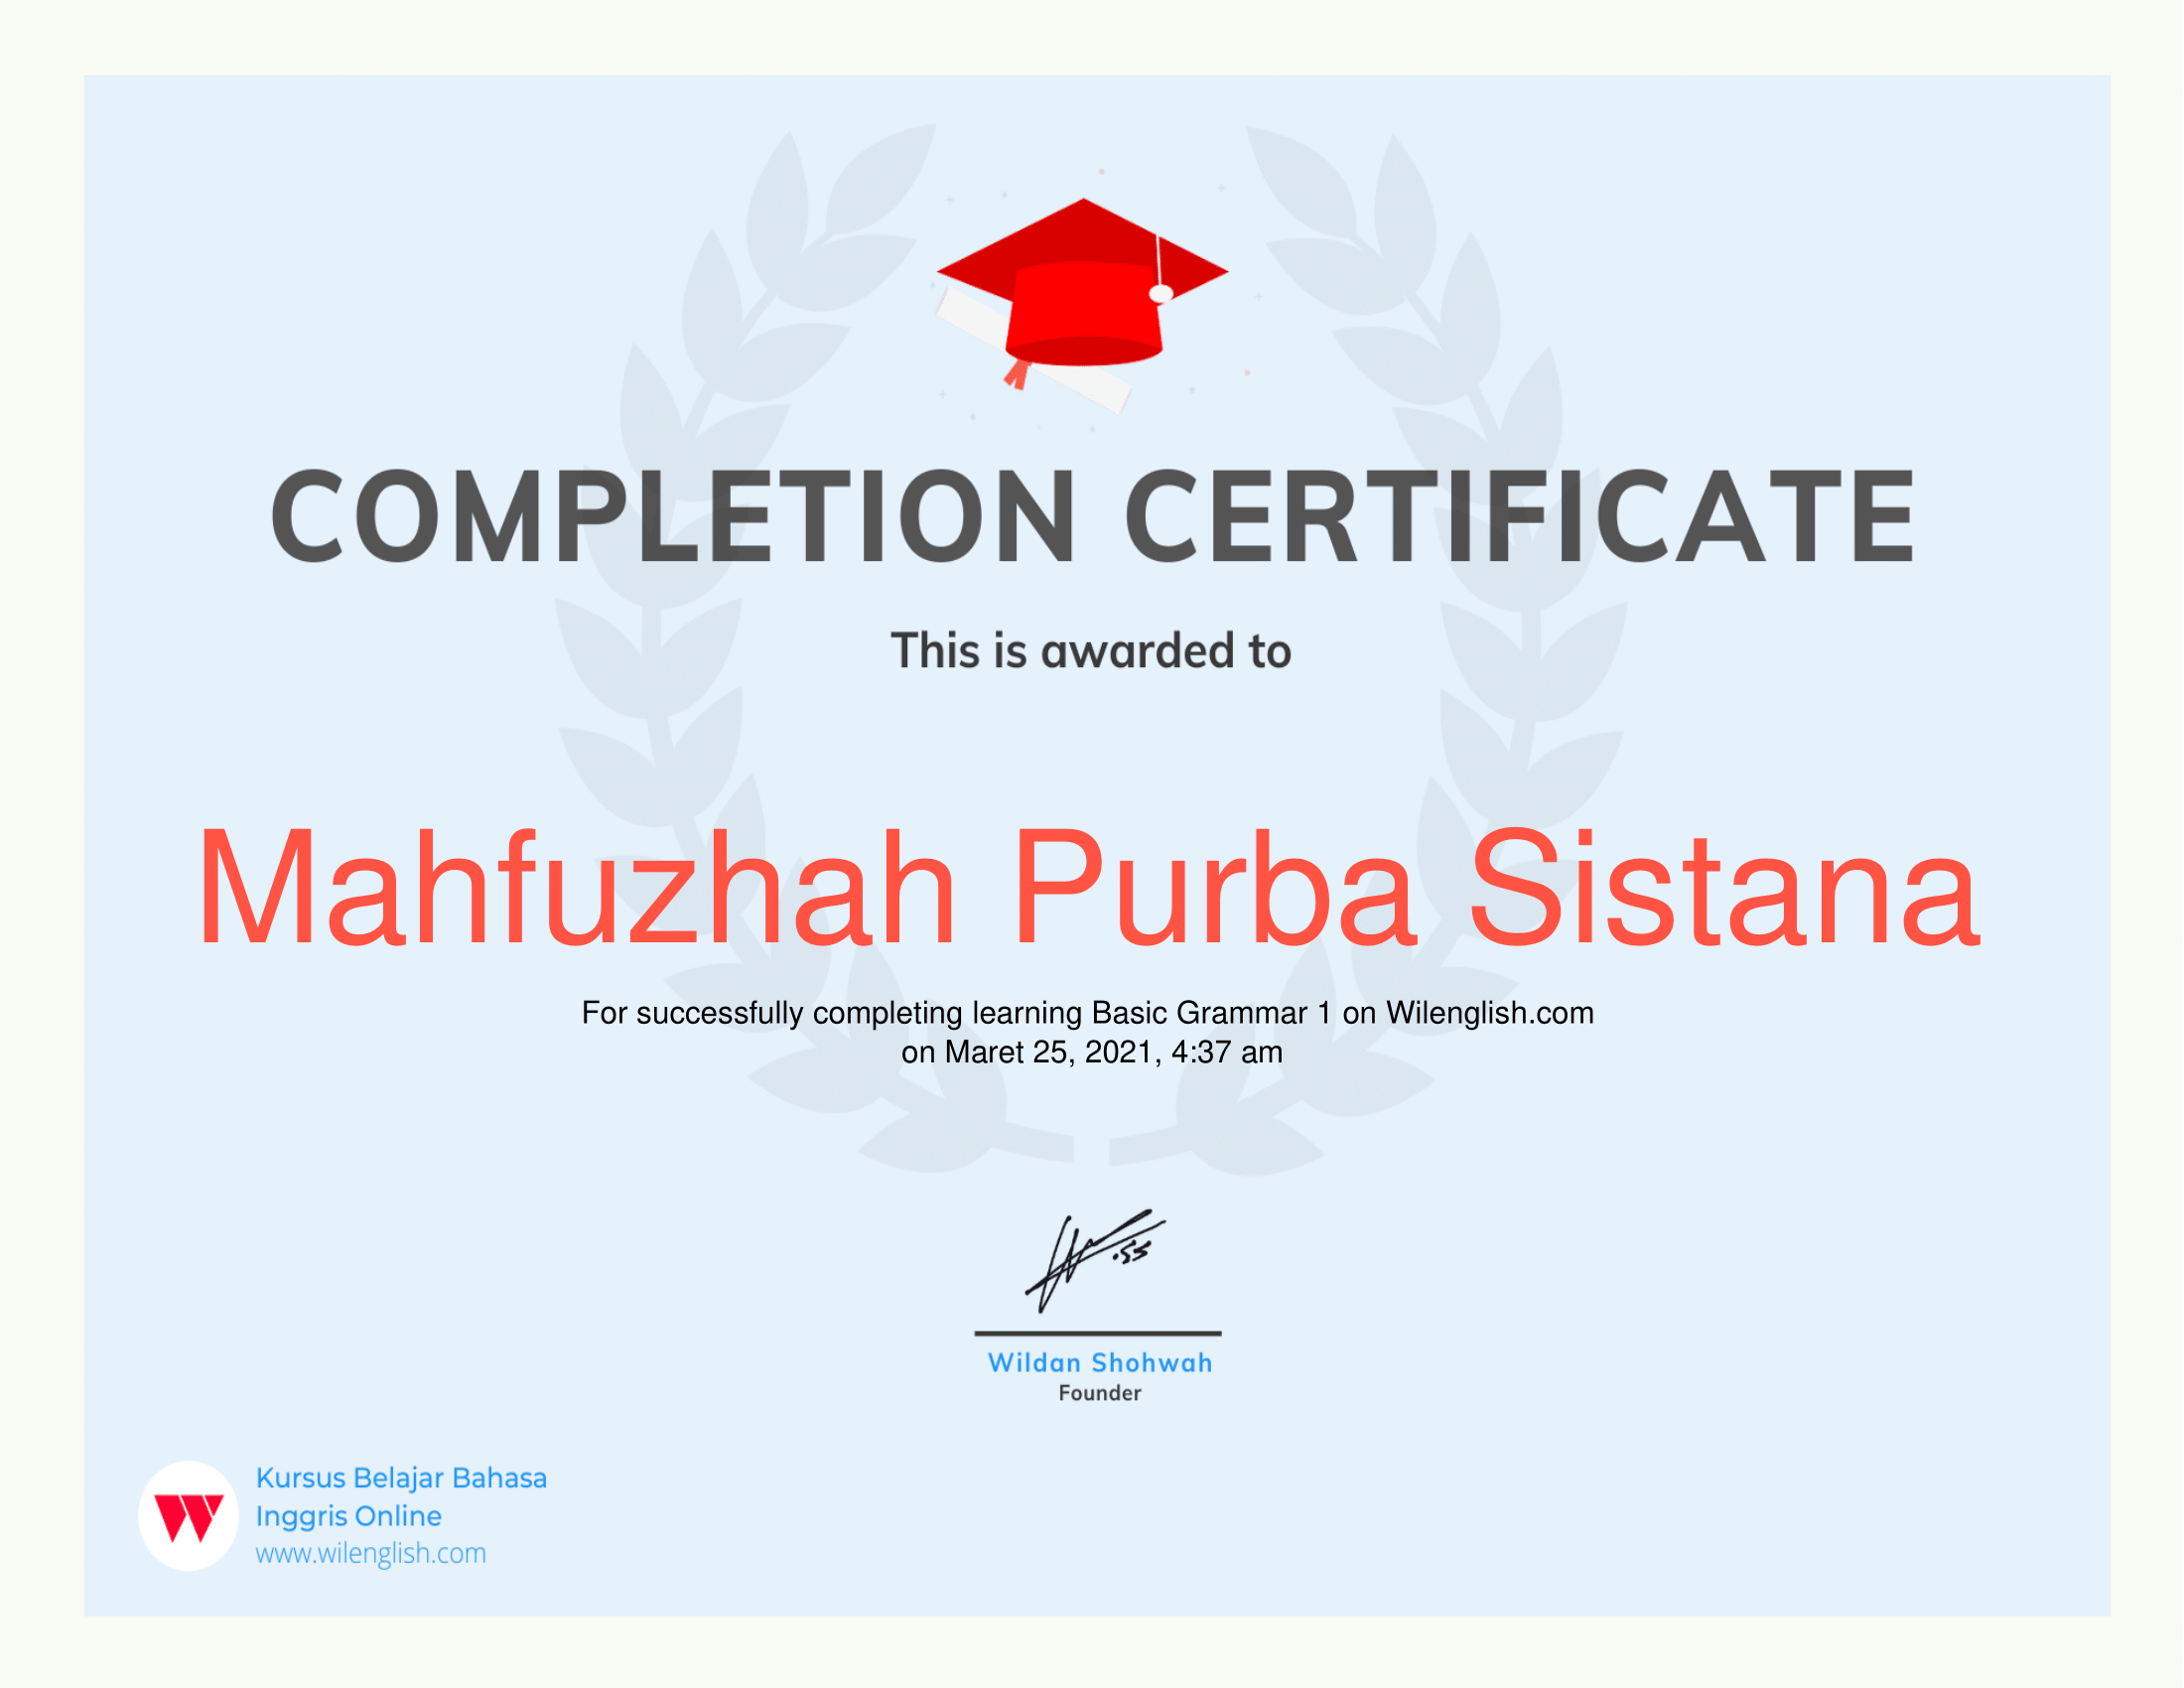 COMPLETION CERTIFICATE
This is awarded to
Mahfuzhah Purba Sistana
For successfully completing learning Basic Grammar 1 on Wilenglish.com
on Maret 25, 2021, 4:37 am
Wildan Shohwah
Founder
Kursus Belajar Bahasa
Inggris Online
www.wilenglish.com